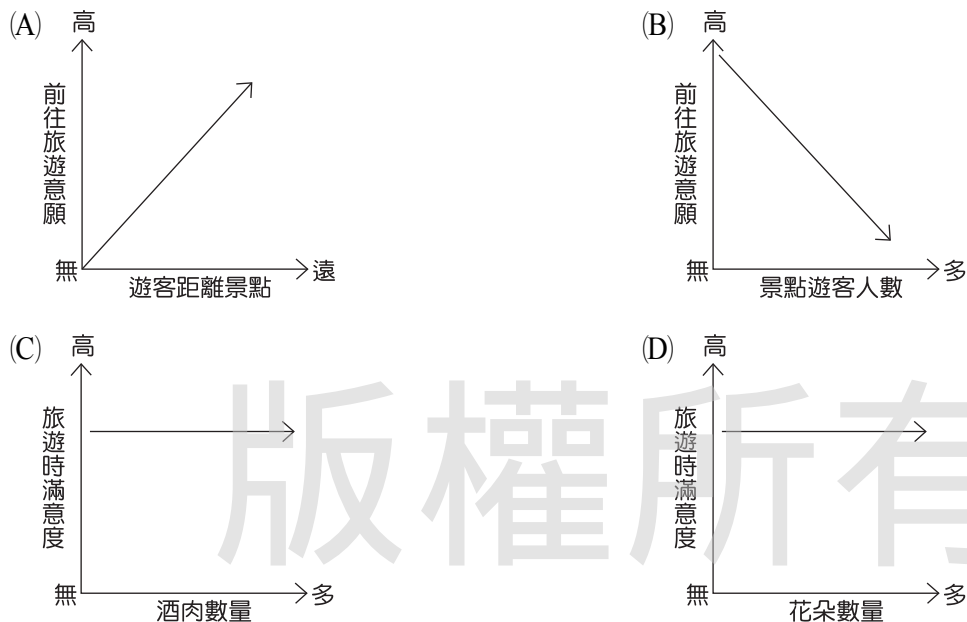 (A) 高
前往旅遊意願
無
遊客距離景點
遠
(B) 高
前往旅遊意願
無
景點遊客人數
多
(C) 高
旅遊時滿意度
無
酒肉數量
多
(D) 高
旅遊時滿意度
無
花朵數量
多
版權所有